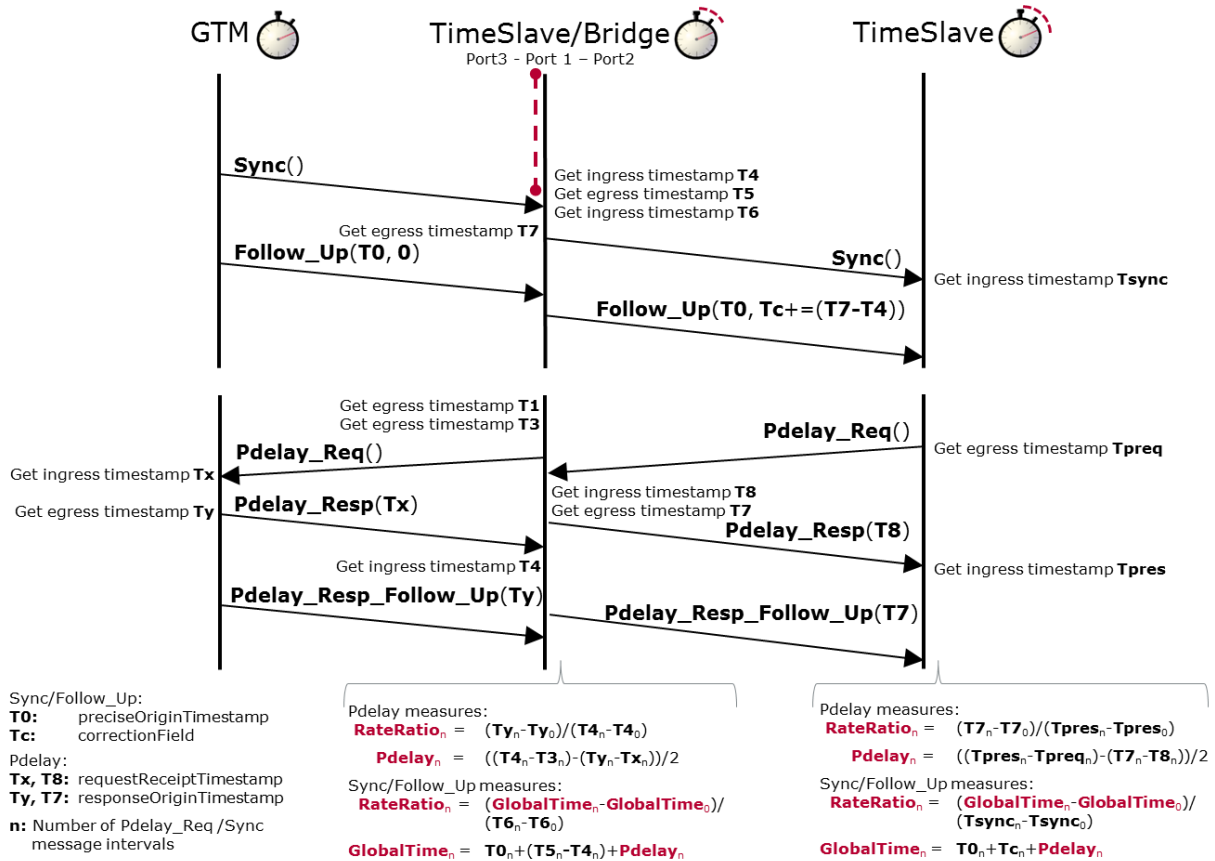 GTM
TimeSlave/Bridge
TimeSlave
Port3 - Port 1 – Port2
Sync()
Get ingress timestamp T4
Get egress timestamp T5
Get ingress timestamp T6
Get egress timestamp T7
Follow_Up(T0, 0)
Sync()
Get ingress timestamp Tsync
Follow_Up(T0, Tc+=(T7-T4))
Get egress timestamp T1
Get egress timestamp T3
Pdelay_Req()
Pdelay_Req()
Get egress timestamp Tpreq
Get ingress timestamp Tx
Get ingress timestamp T8
Get egress timestamp T7
Get egress timestamp Ty
Pdelay_Resp(Tx)
Pdelay_Resp(T8)
Get ingress timestamp T4
Get ingress timestamp Tpres
Pdelay_Resp_Follow_Up(Ty)
Pdelay_Resp_Follow_Up(T7)
Sync/Follow_Up:
T0: preciseOriginTimestamp
Tc: correctionField
Pdelay:
Tx, T8: requestReceiptTimestamp
Ty, T7: responseOriginTimestamp
n: Number of Pdelay_Req /Sync
message intervals
Pdelay measures:
RateRatioₙ = (Tyₙ-Ty₀)/(T4ₙ-T4₀)
Pdelayₙ = ((T4ₙ-T3ₙ)-(Tyₙ-Txₙ))/2
Sync/Follow_Up measures:
RateRatioₙ = (GlobalTimeₙ-GlobalTime₀)/
(T6ₙ-T6₀)
GlobalTimeₙ = T0ₙ+(T5ₙ-T4ₙ)+Pdelayₙ
Pdelay measures:
RateRatioₙ = (T7ₙ-T7₀)/(Tpresₙ-Tpres₀)
Pdelayₙ = ((Tpresₙ-Tpreqₙ)-(T7ₙ-T8ₙ))/2
Sync/Follow_Up measures:
RateRatioₙ = (GlobalTimeₙ-GlobalTime₀)/
(Tsyncₙ-Tsync₀)
GlobalTimeₙ = T0ₙ+Tcₙ+Pdelayₙ